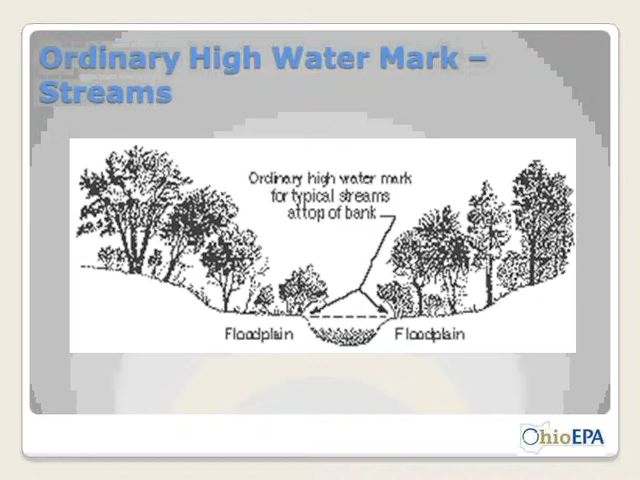 Ordinary High Water Mark –
Streams
Ordinary high water mark
for typical streams
at top of bank
Floodplain
Floodplain
OhioEPA